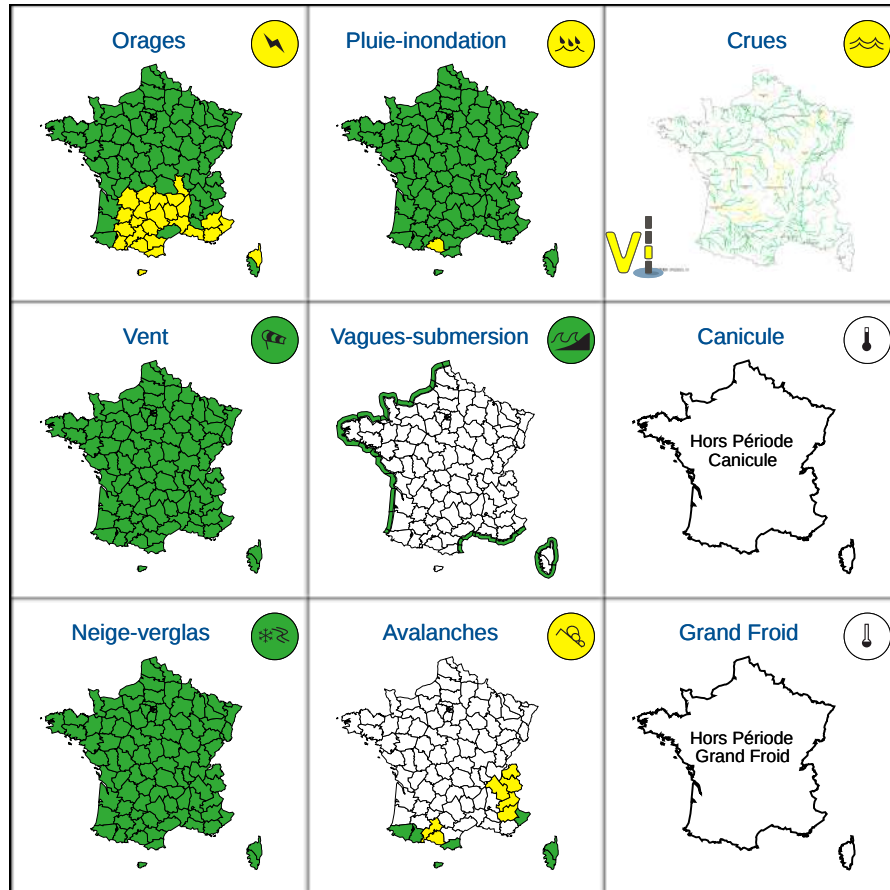 Orages
Pluie-inondation
Crues
Vi
Vent
Vagues-submersion
Canicule
Hors Période
Canicule
Neige-verglas
Avalanches
Grand Froid
Hors Période
Grand Froid